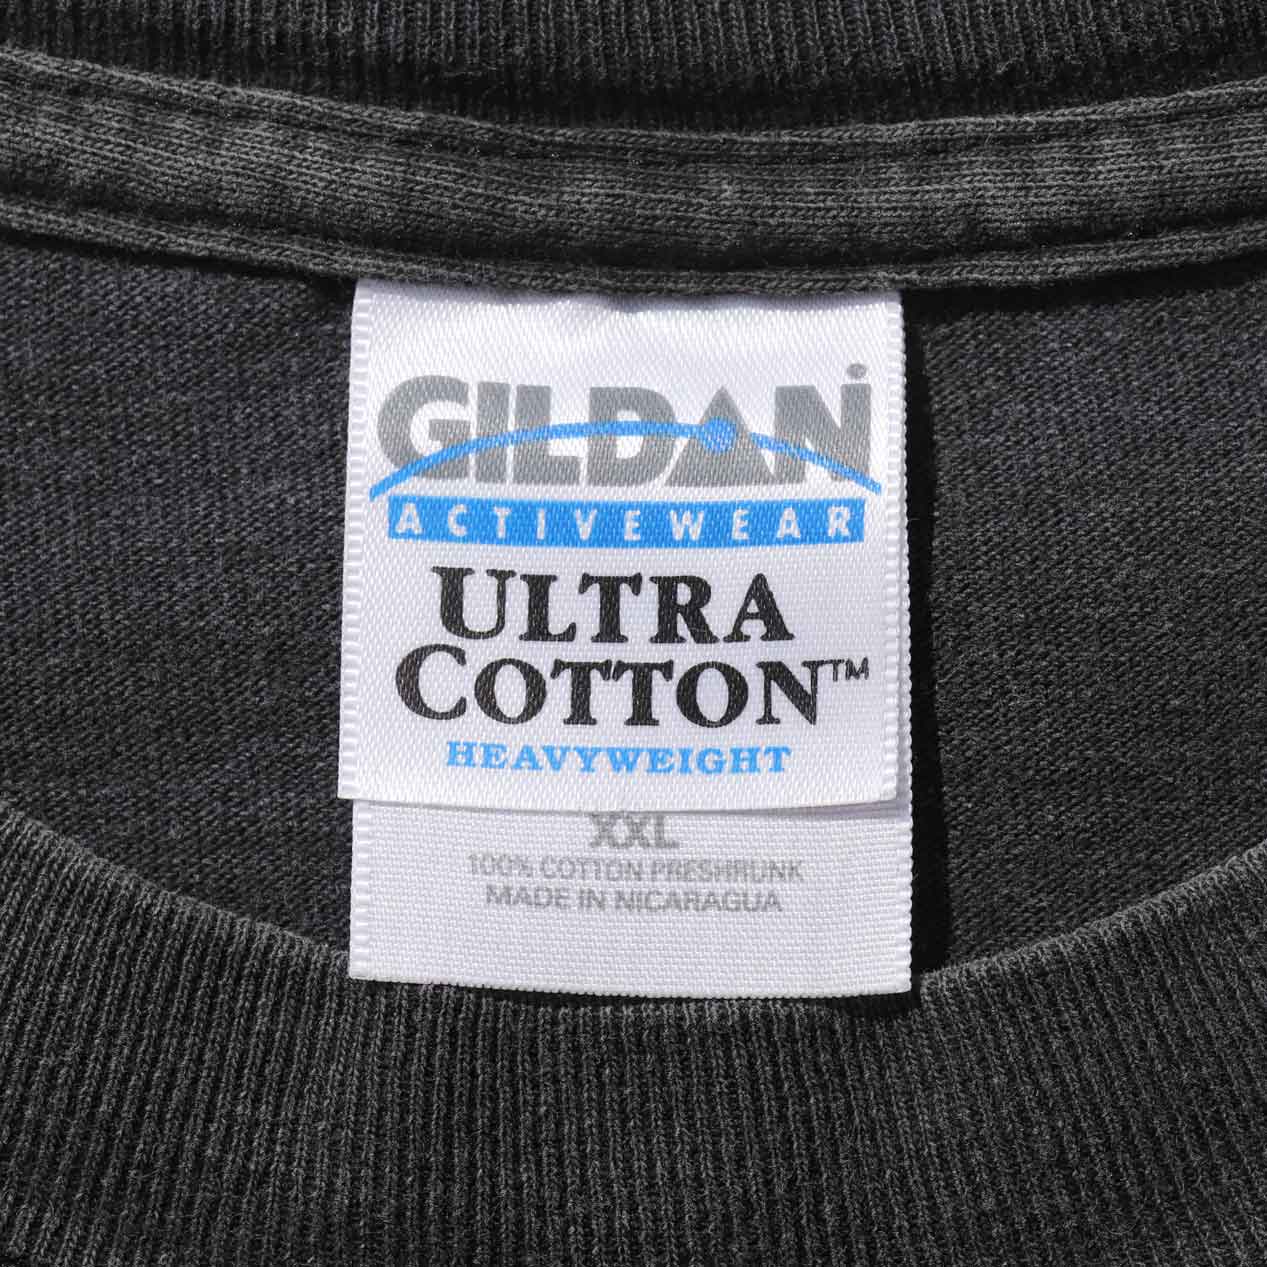 GILDAN
ACTIVEWEAR
ULTRA
COTTON™
HEAVYWEIGHT
XXL
100% COTTON PRESHRUNK
MADE IN NICARAGUA